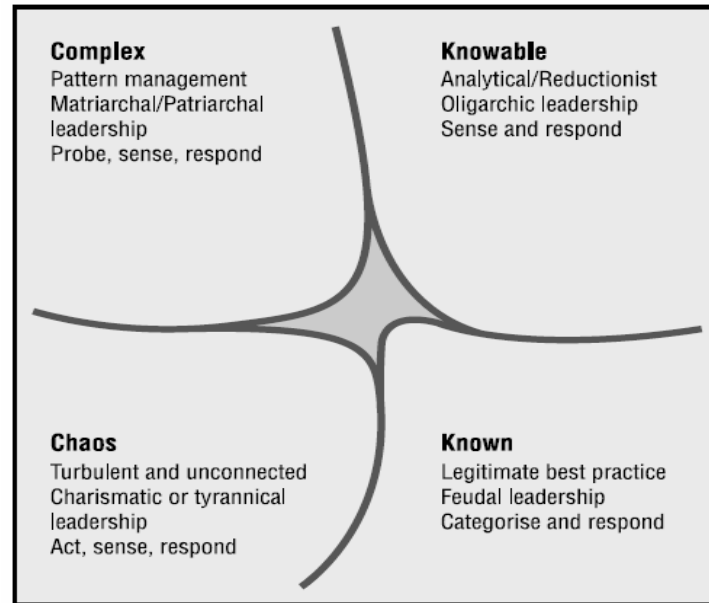 Complex
Pattern management
Matriarchal/Patriarchal
leadership
Probe, sense, respond
Knowable
Analytical/Reductionist
Oligarchic leadership
Sense and respond
Chaos
Turbulent and unconnected
Charismatic or tyrannical
leadership
Act, sense, respond
Known
Legitimate best practice
Feudal leadership
Categorise and respond